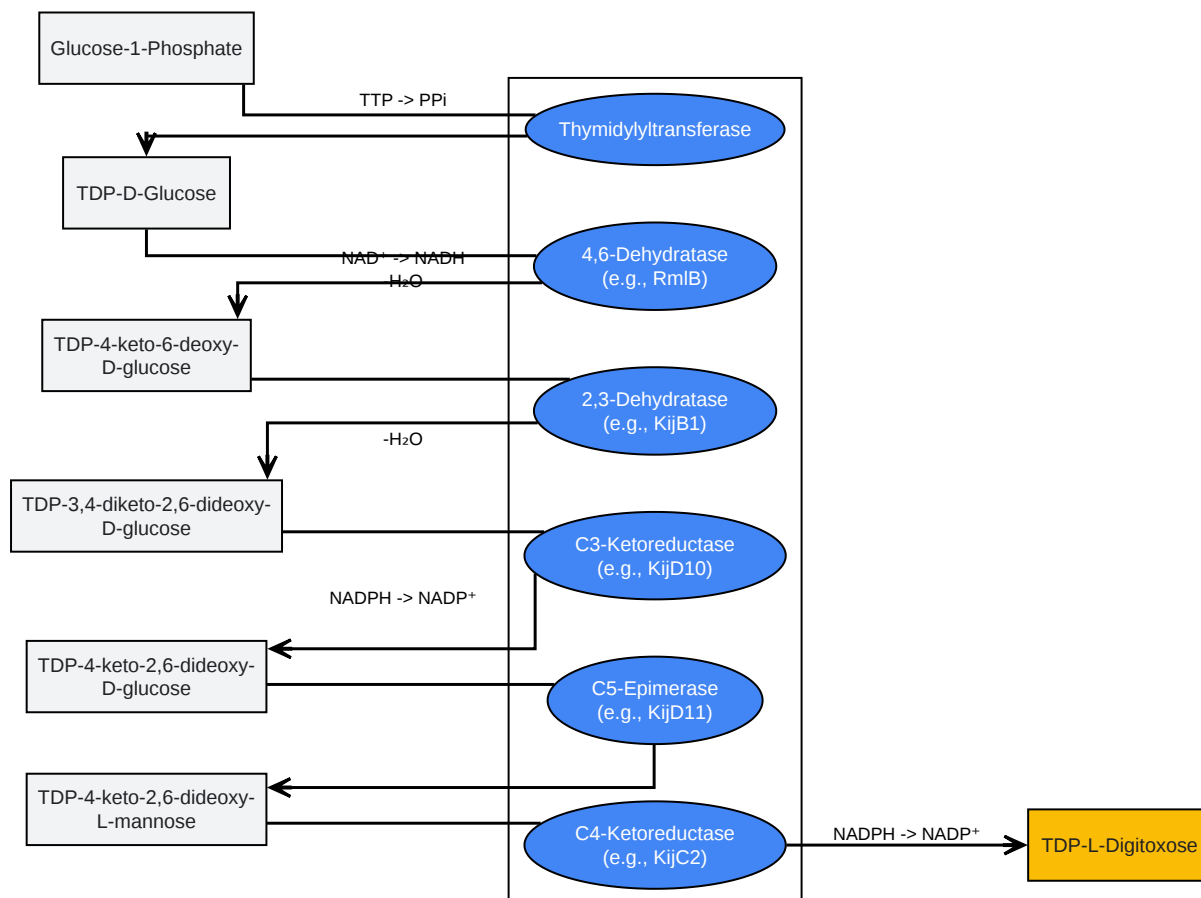 Glucose-1-Phosphate
TTP -> PPi
Thymidylyltransferase
TDP-D-Glucose
NAD⁺ -> NADH
-H₂O
4,6-Dehydratase
(e.g., RmlB)
TDP-4-keto-6-deoxy-
D-glucose
2,3-Dehydratase
(e.g., KijB1)
-H₂O
TDP-3,4-diketo-2,6-dideoxy-
D-glucose
C3-Ketoreductase
(e.g., KijD10)
NADPH -> NADP⁺
TDP-4-keto-2,6-dideoxy-
D-glucose
C5-Epimerase
(e.g., KijD11)
TDP-4-keto-2,6-dideoxy-
L-mannose
C4-Ketoreductase
(e.g., KijC2)
NADPH -> NADP⁺
TDP-L-Digitoxose